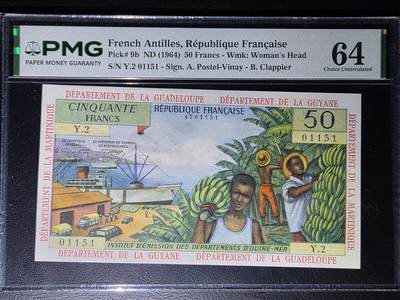 PMG
PAPER MONEY GUARANTY
French Antilles, République Française
Pick# 9b ND (1964) 50 Francs - Wmk: Woman's Head
S/N Y.2 01151 - Sign. A. Postel-Vinay - B. Clappier
64
Choice Uncirculated
DÉPARTEMENT DE LA GUADELOUPE
DÉPARTEMENT DE LA GUYANE
CINQUANTE
FRANCS
RÉPUBLIQUE FRANÇAISE
4701151
50
01151
Y.2
DÉPARTEMENT DE LA MARTINIQUE
DÉPARTEMENT DE LA MARTINIQUE
01151
Y.2
INSTITUT D'ÉMISSION DES DÉPARTEMENTS D'OUTRE-MER
DÉPARTEMENT DE LA GUYANE
DÉPARTEMENT DE LA GUADELOUPE